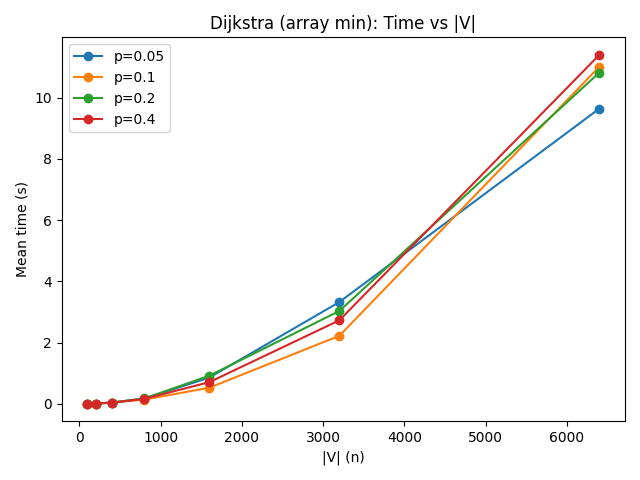 Dijkstra (array min): Time vs |V|
p=0.05
p=0.1
p=0.2
p=0.4
Mean time (s)
10
8
6
4
2
0
0 1000 2000 3000 4000 5000 6000
|V| (n)